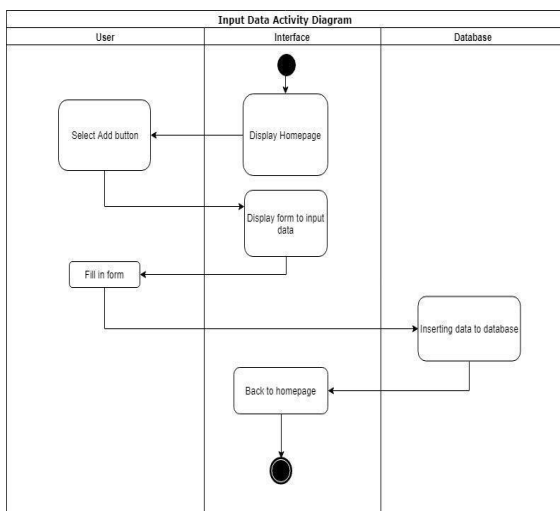 Input Data Activity Diagram
User
Interface
Database
Display Homepage
Select Add button
Display form to input
data
Fill in form
Inserting data to database
Back to homepage